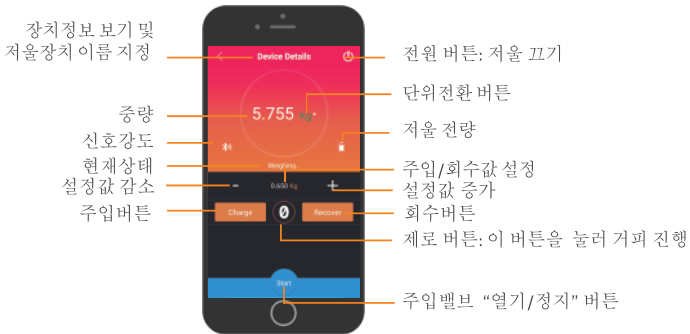 장치정보 보기 및
저울장치 이름 지정
중량
신호강도
현재상태
설정값 감소
주입버튼
Device Details
5.755 Kg
Weighing...
- 0.650 Kg +
Charge 0 Recover
Start
전원 버튼: 저울 끄기
단위전환 버튼
저울 전량
주입/회수값 설정
설정값 증가
회수버튼
제로 버튼: 이 버튼을 눌러 거피 진행
주입밸브 “열기/정지” 버튼